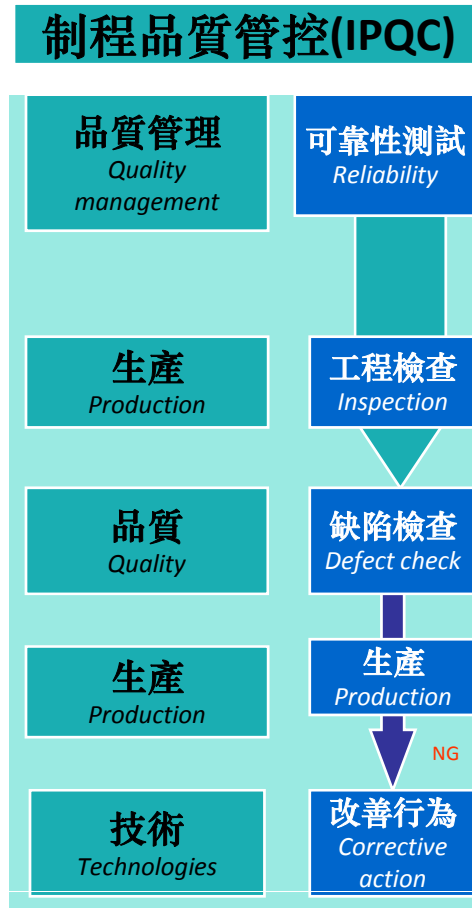 制程品質管控(IPQC)
品質管理
Quality
management
可靠性測試
Reliability
生產
Production
工程檢查
Inspection
品質
Quality
缺陷檢查
Defect check
生產
Production
生產
Production
NG
技術
Technologies
改善行為
Corrective
action